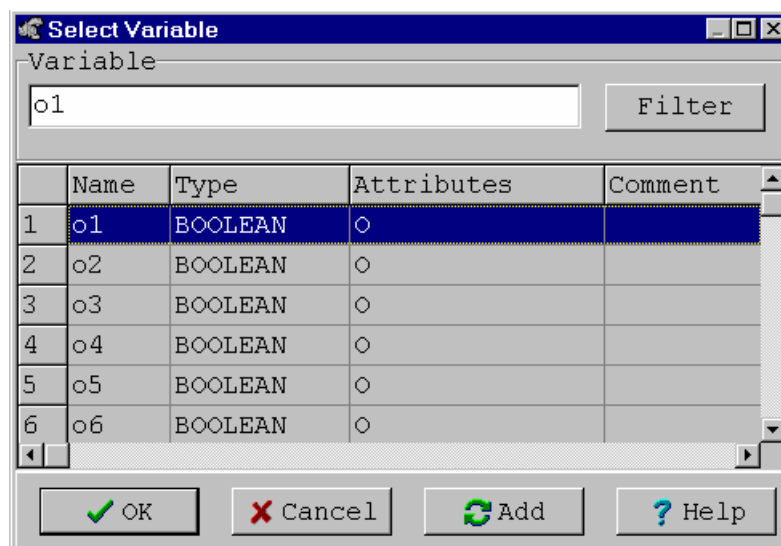 Select Variable
Variable
o1
Filter
Name Type Attributes Comment
1 o1 BOOLEAN O
2 o2 BOOLEAN O
3 o3 BOOLEAN O
4 o4 BOOLEAN O
5 o5 BOOLEAN O
6 o6 BOOLEAN O
OK Cancel Add ? Help